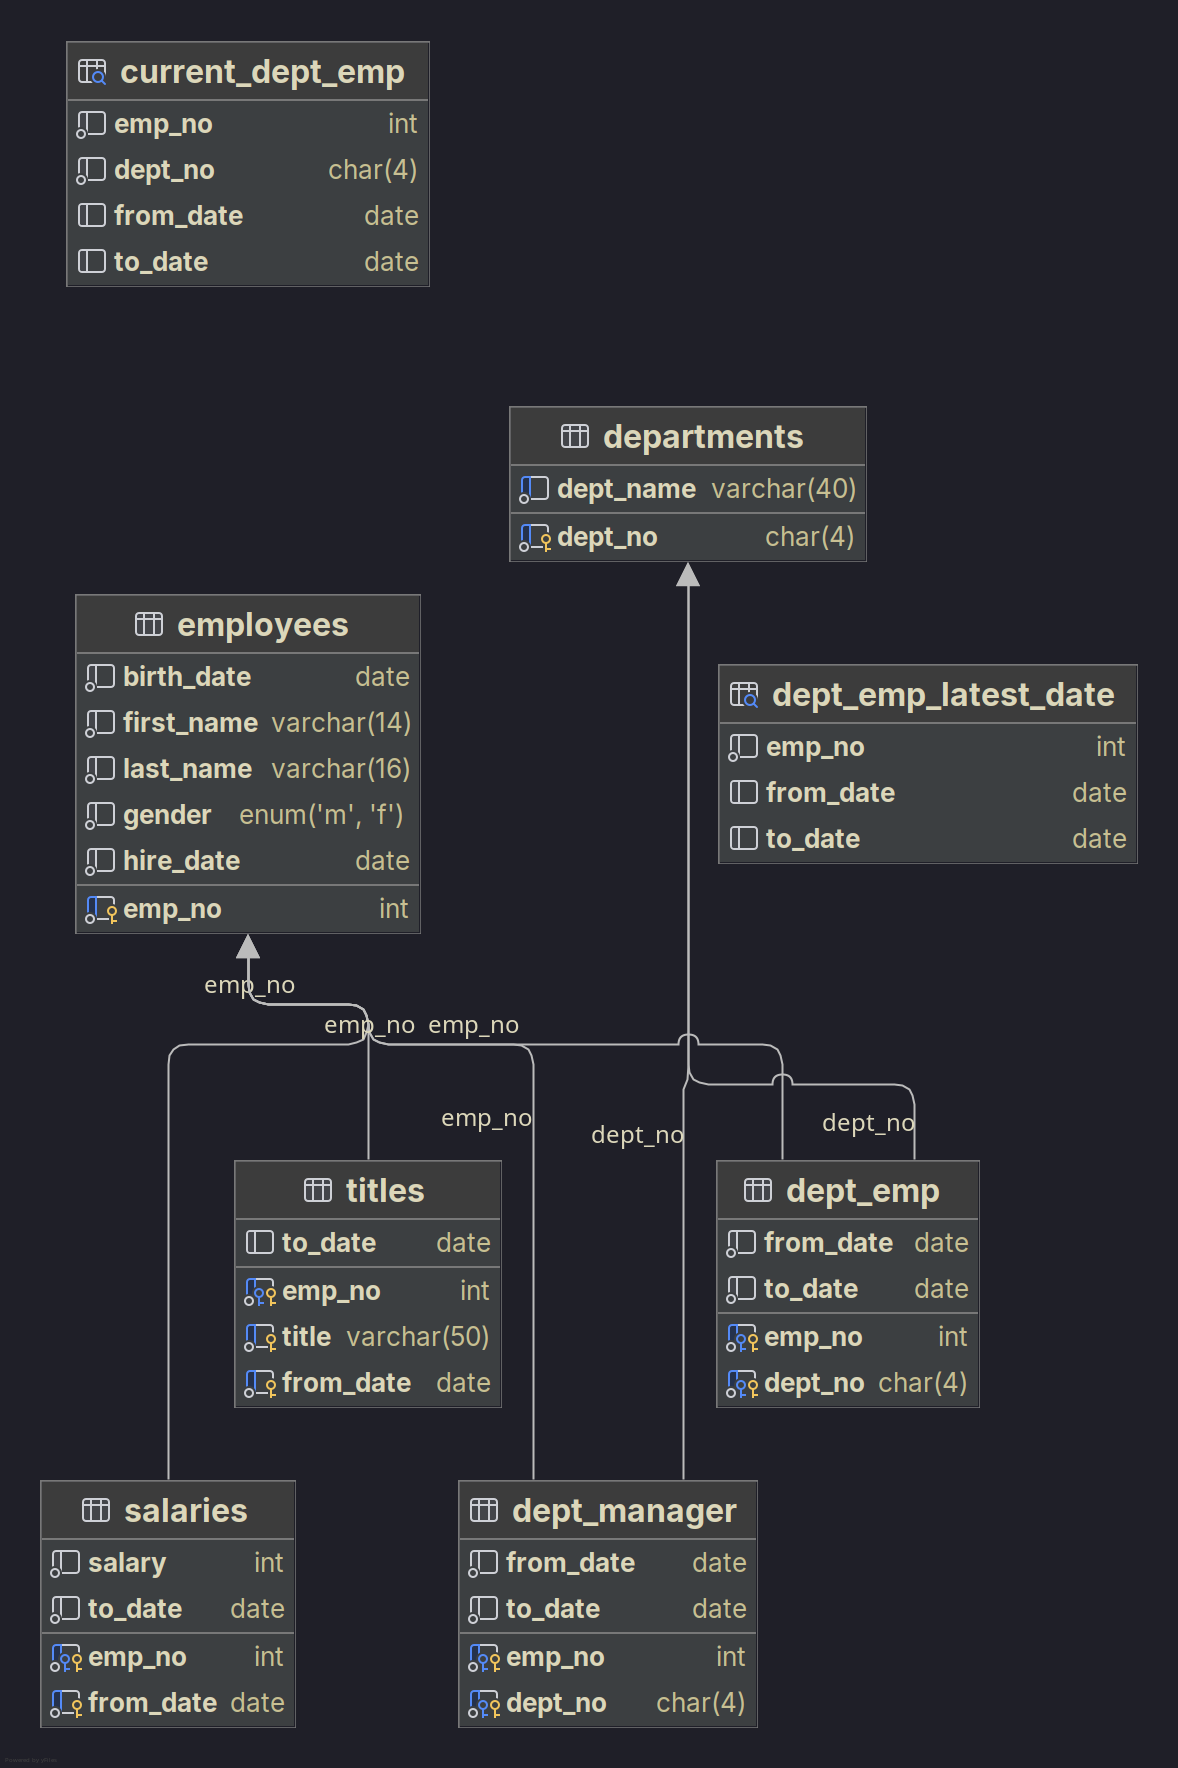 current_dept_emp
emp_no int
dept_no char(4)
from_date date
to_date date
departments
dept_name varchar(40)
dept_no char(4)
employees
birth_date date
first_name varchar(14)
last_name varchar(16)
gender enum('m', 'f')
hire_date date
emp_no int
dept_emp_latest_date
emp_no int
from_date date
to_date date
emp_no
emp_no emp_no
emp_no
dept_no
dept_no
titles
to_date date
emp_no int
title varchar(50)
from_date date
dept_emp
from_date date
to_date date
emp_no int
dept_no char(4)
salaries
salary int
to_date date
emp_no int
from_date date
dept_manager
from_date date
to_date date
emp_no int
dept_no char(4)